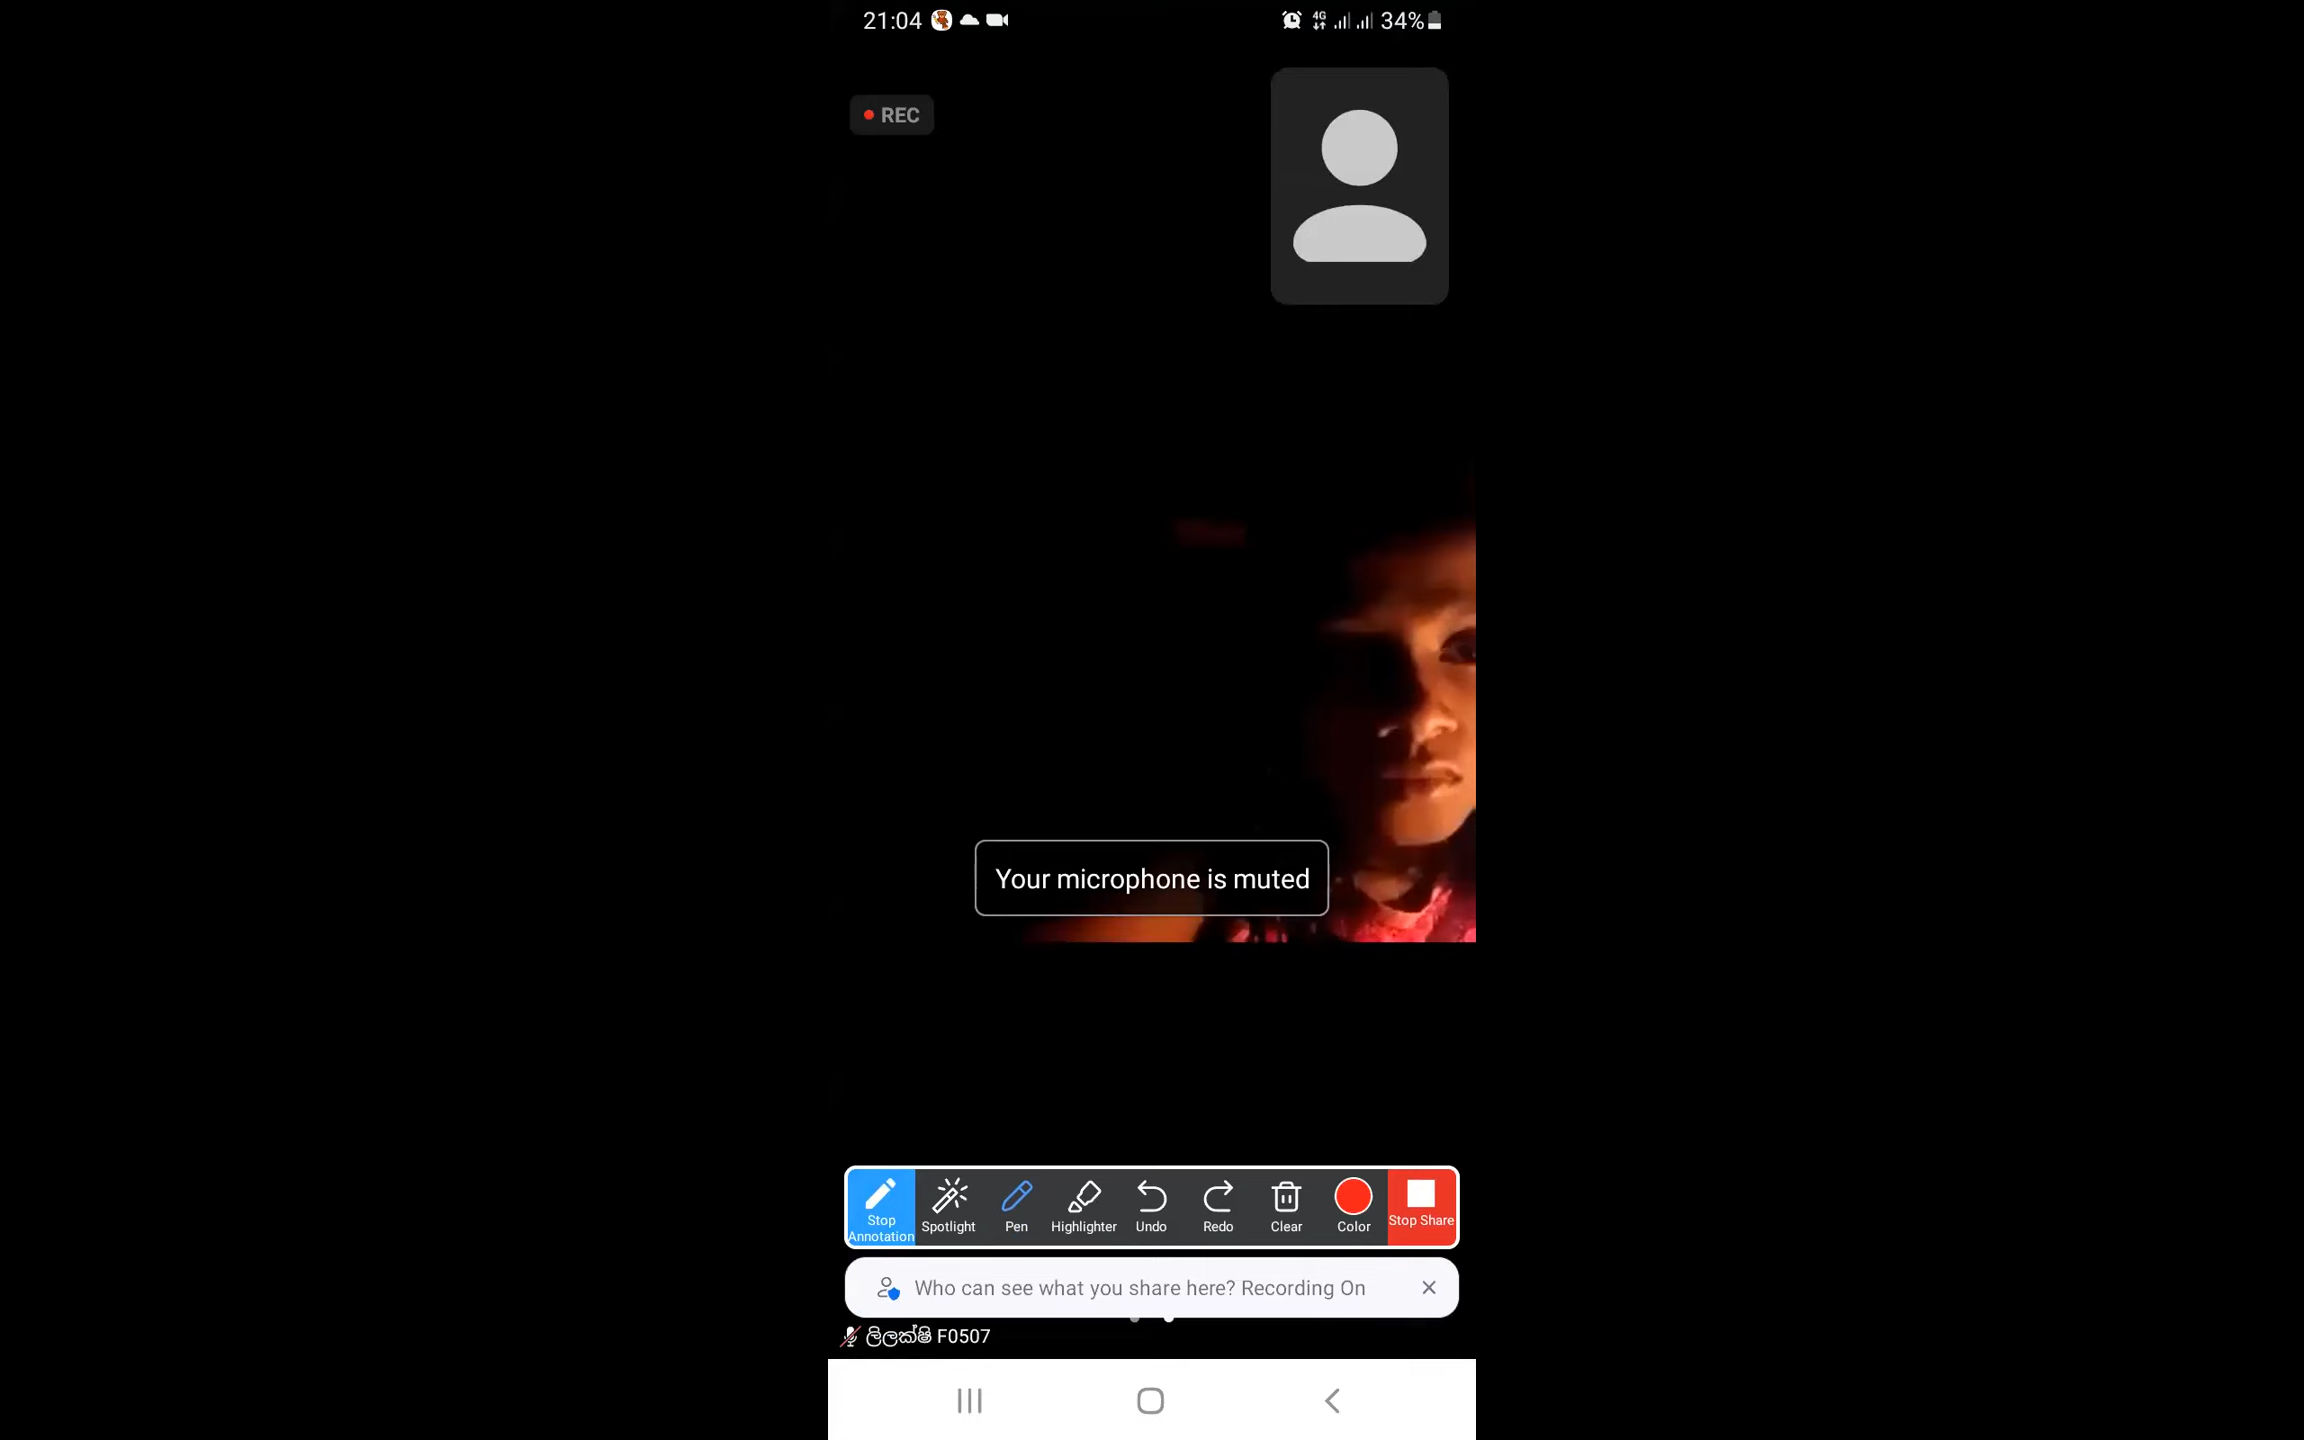 21:04
4G
34%
REC
Your microphone is muted
Stop Annotation
Spotlight
Pen
Highlighter
Undo
Redo
Clear
Color
Stop Share
Who can see what you share here? Recording On
ලිලක්ෂි F0507